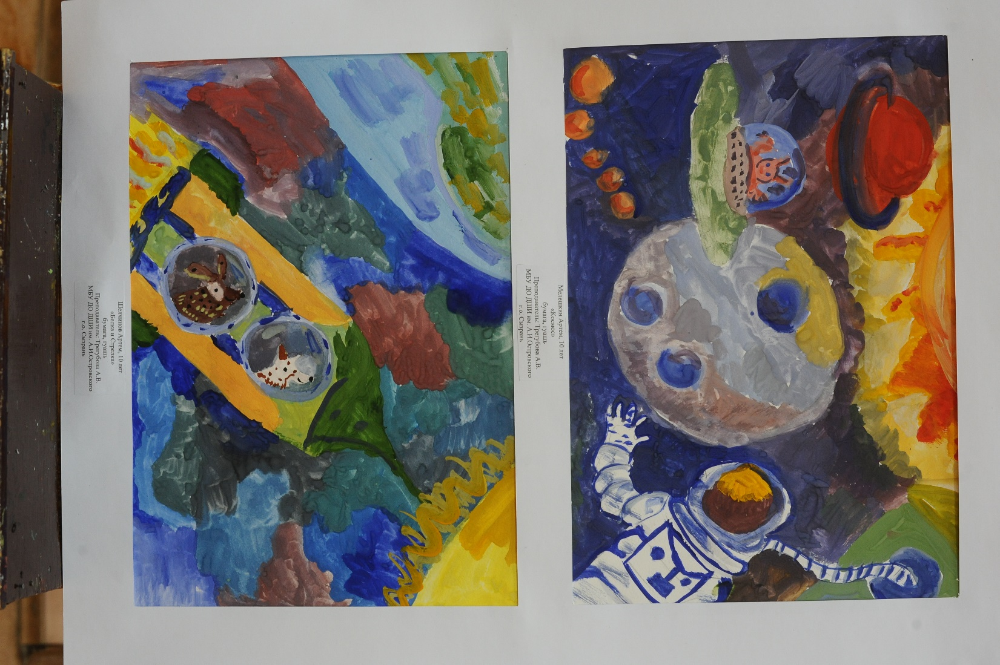 Мелешкин Артем, 10 лет
«Космос»
бумага, гуашь
Преподаватель: Трегубова А.В.
МБУ ДО ДШИ им. А.И.Островского
г.о. Сызрань
Шелчинов Артем, 10 лет
«Белка и Стрелка»
бумага, гуашь
Преподаватель: Трегубова А.В.
МБУ ДО ДШИ им. А.И.Островского
г.о. Сызрань